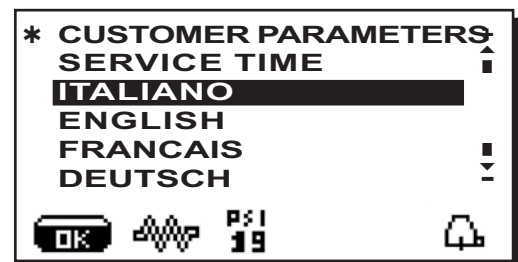 * CUSTOMER PARAMETERS
SERVICE TIME
ITALIANO
ENGLISH
FRANCAIS
DEUTSCH
OK PSI
19